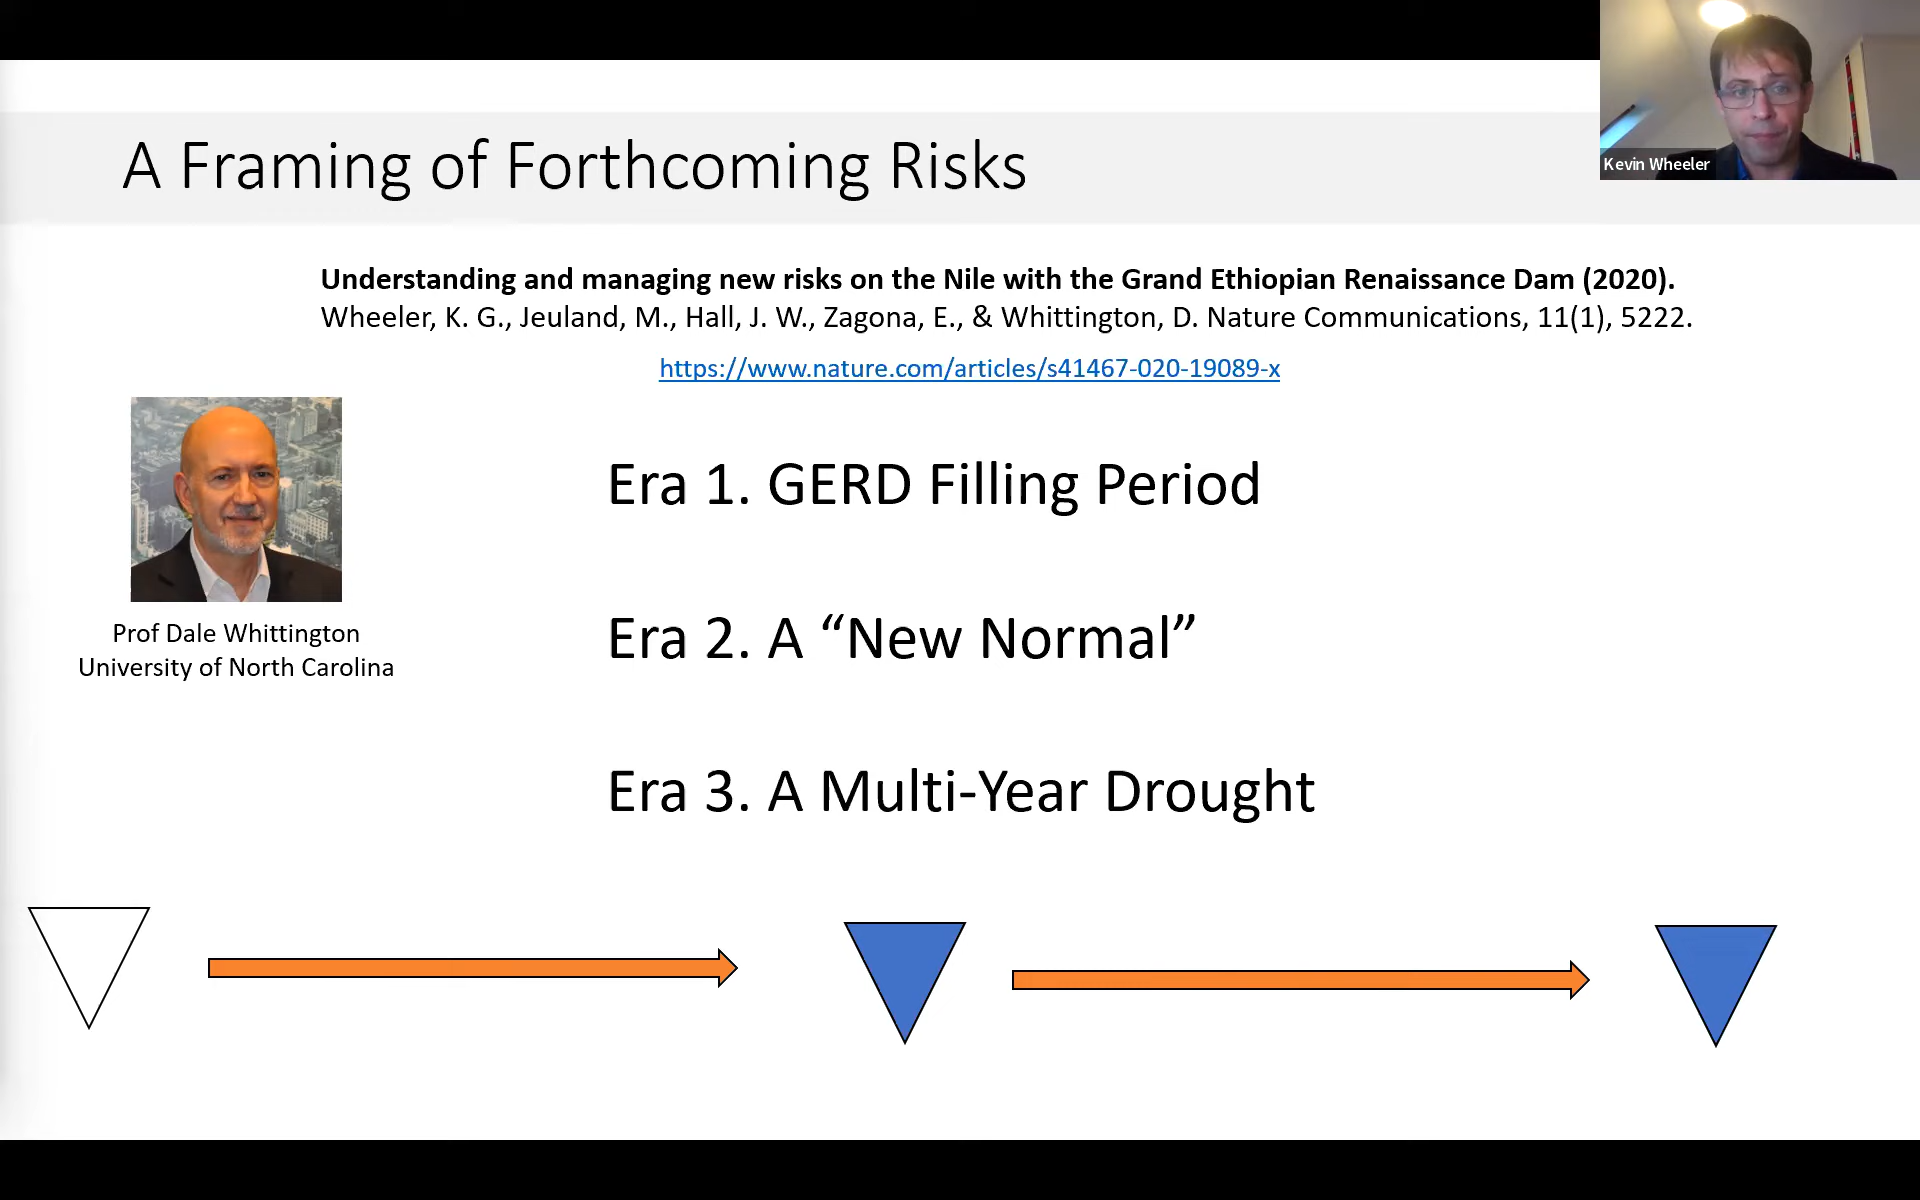 Kevin Wheeler
A Framing of Forthcoming Risks
Understanding and managing new risks on the Nile with the Grand Ethiopian Renaissance Dam (2020).
Wheeler, K. G., Jeuland, M., Hall, J. W., Zagona, E., & Whittington, D. Nature Communications, 11(1), 5222.
https://www.nature.com/articles/s41467-020-19089-x
Era 1. GERD Filling Period
Prof Dale Whittington
University of North Carolina
Era 2. A “New Normal”
Era 3. A Multi-Year Drought